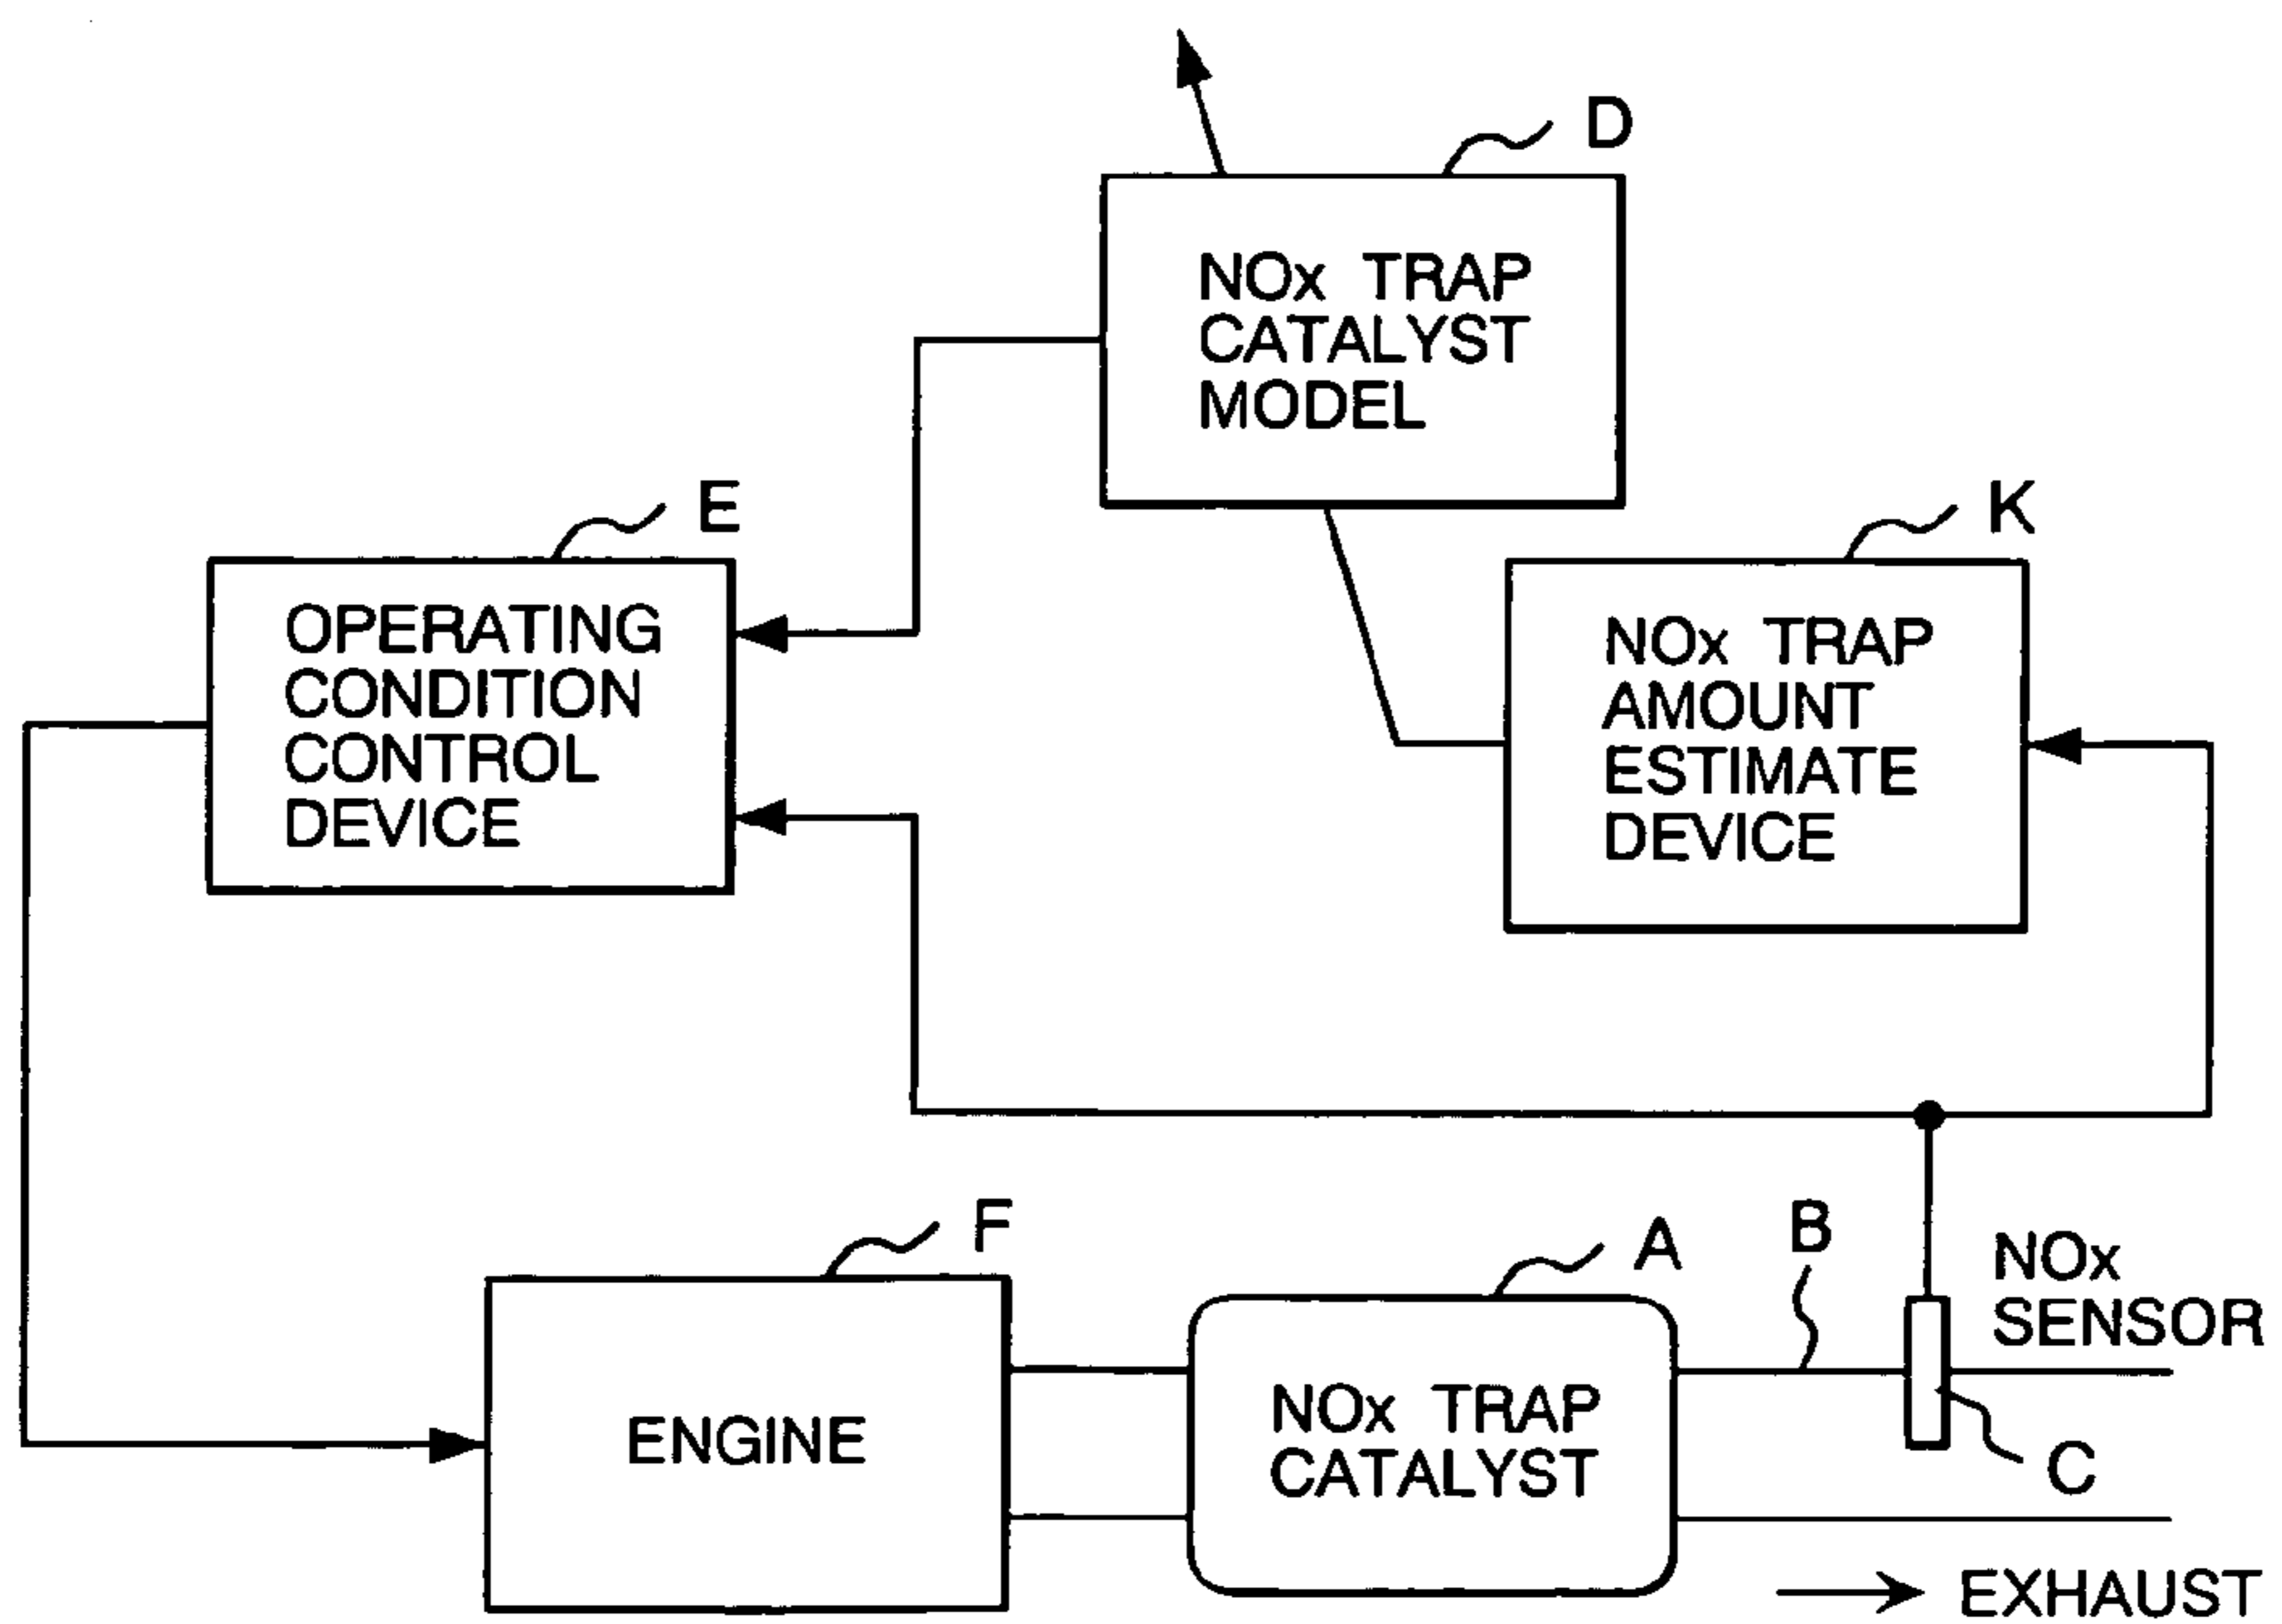 D
NOx TRAP
CATALYST
MODEL
E
OPERATING
CONDITION
CONTROL
DEVICE
K
NOx TRAP
AMOUNT
ESTIMATE
DEVICE
F
ENGINE
A
NOx TRAP
CATALYST
B
NOx
SENSOR
C
EXHAUST